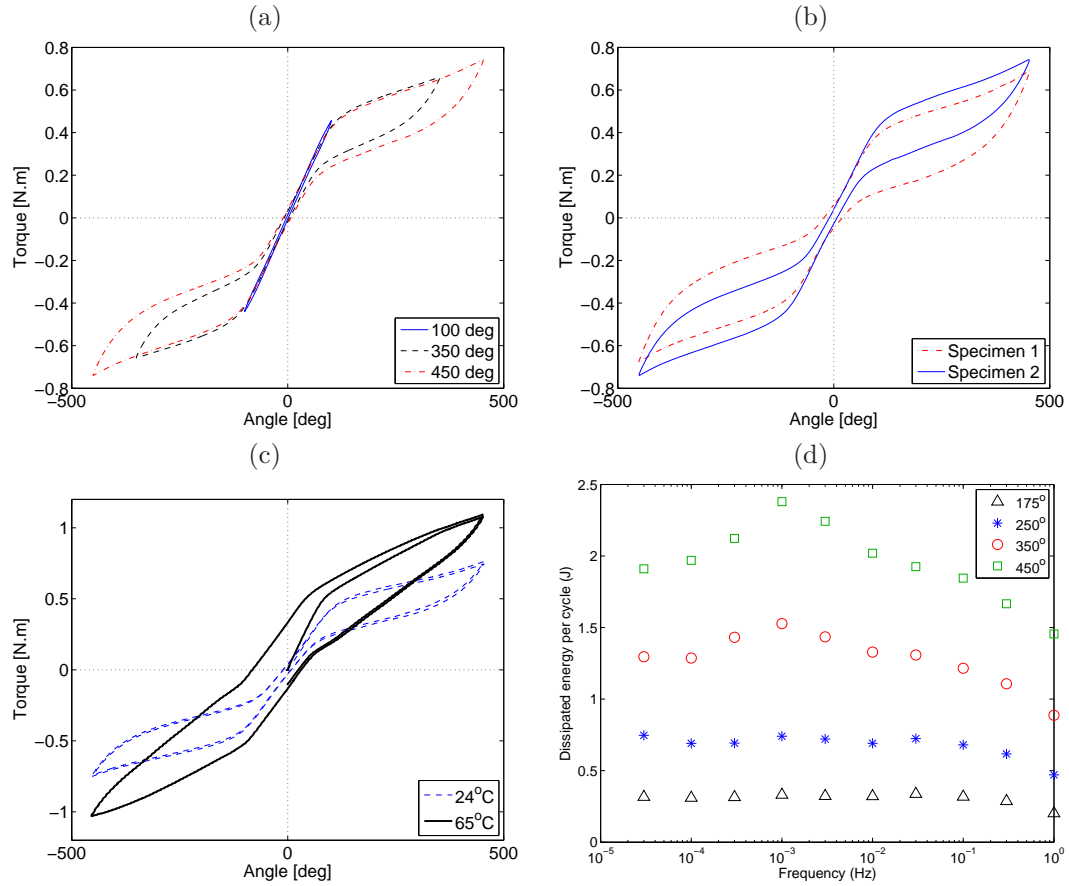 (a)
0.8
0.6
0.4
0.2
0
−0.2
−0.4
−0.6
0.8
−500
0
500
Torque [N.m]
Angle [deg]
100 deg
350 deg
450 deg
(b)
0.8
0.6
0.4
0.2
0
−0.2
−0.4
−0.6
0.8
−500
0
500
Torque [N.m]
Angle [deg]
Specimen 1
Specimen 2
(c)
1
0.5
0
−0.5
−1
−500
0
500
Torque [N.m]
Angle [deg]
24°C
65°C
(d)
2.5
2
1.5
1
0.5
0
10⁻⁵
10⁻⁴
10⁻³
10⁻²
10⁻¹
10⁰
Dissipated energy per cycle (J)
Frequency (Hz)
175°
250°
350°
450°